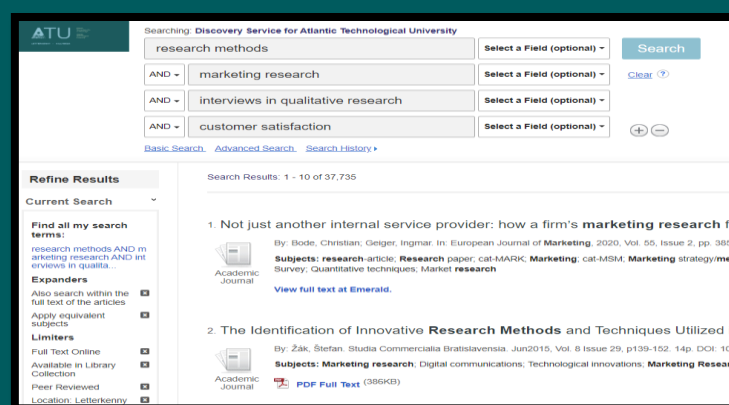 ATU
Searching: Discovery Service for Atlantic Technological University
research methods Select a Field (optional) Search
AND marketing research Select a Field (optional) Clear ?
AND interviews in qualitative research Select a Field (optional)
AND customer satisfaction Select a Field (optional)
Basic Search Advanced Search Search History
Refine Results
Search Results: 1 - 10 of 37,735
Current Search
Find all my search
terms:
research methods AND m
arketing research AND int
erviews in qualita...
Expanders
Also search within the
full text of the articles
Apply equivalent
subjects
Limiters
Full Text Online
Available in Library
Collection
Peer Reviewed
Location: Letterkenny
1. Not just another internal service provider: how a firm's marketing research f
By: Bode, Christian; Geiger, Ingmar. In: European Journal of Marketing, 2020, Vol. 55, Issue 2, pp. 385
Subjects: research-article; Research paper; cat-MARK; Marketing; cat-MSM; Marketing strategy/me
Survey; Quantitative techniques; Market research
Academic
Journal
View full text at Emerald.
2. The Identification of Innovative Research Methods and Techniques Utilized
By: Žák, Štefan. Studia Commercialia Bratislavensia. Jun2015, Vol. 8 Issue 29, p139-152. 14p. DOI: 10
Subjects: Marketing research; Digital communications; Technological innovations; Marketing Resear
Academic
Journal
PDF Full Text (386KB)